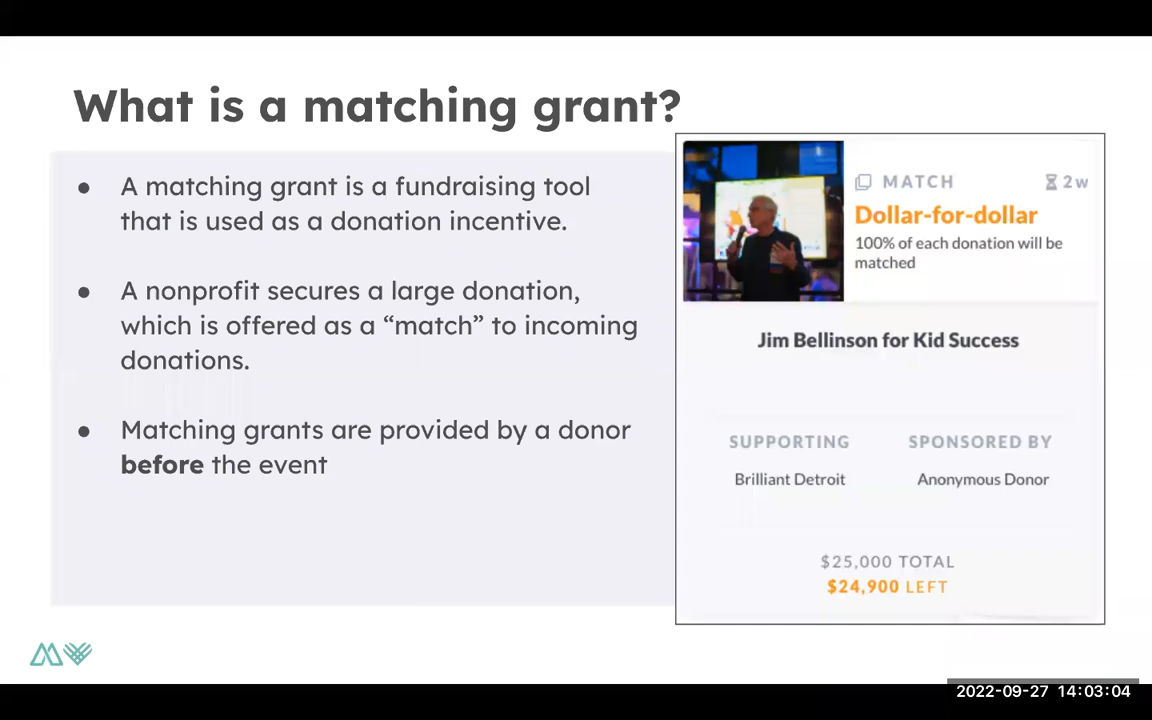 What is a matching grant?
● A matching grant is a fundraising tool
that is used as a donation incentive.
● A nonprofit secures a large donation,
which is offered as a “match” to incoming
donations.
● Matching grants are provided by a donor
before the event
MATCH
2w
Dollar-for-dollar
100% of each donation will be
matched
Jim Bellinson for Kid Success
SUPPORTING
Brilliant Detroit
SPONSORED BY
Anonymous Donor
$25,000 TOTAL
$24,900 LEFT
2022-09-27 14:03:04